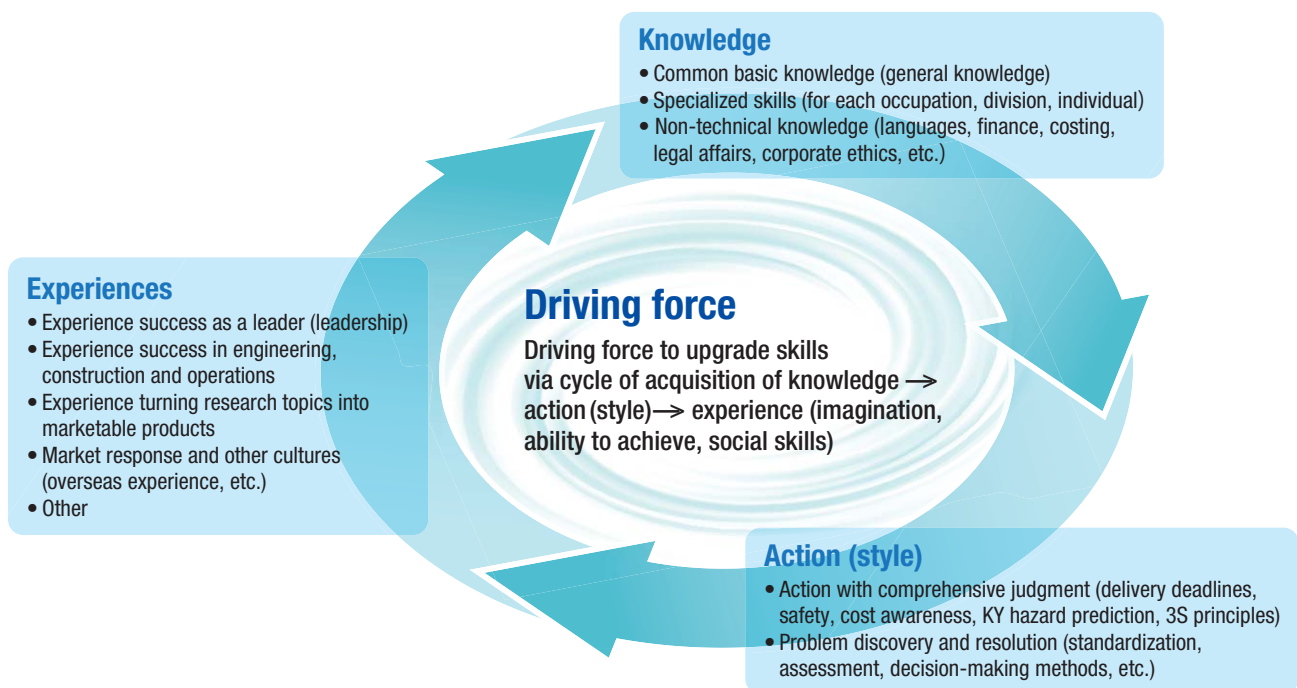 Knowledge
• Common basic knowledge (general knowledge)
• Specialized skills (for each occupation, division, individual)
• Non-technical knowledge (languages, finance, costing,
legal affairs, corporate ethics, etc.)
Experiences
• Experience success as a leader (leadership)
• Experience success in engineering,
construction and operations
• Experience turning research topics into
marketable products
• Market response and other cultures
(overseas experience, etc.)
• Other
Driving force
Driving force to upgrade skills
via cycle of acquisition of knowledge →
action (style) → experience (imagination,
ability to achieve, social skills)
Action (style)
• Action with comprehensive judgment (delivery deadlines,
safety, cost awareness, KY hazard prediction, 3S principles)
• Problem discovery and resolution (standardization,
assessment, decision-making methods, etc.)